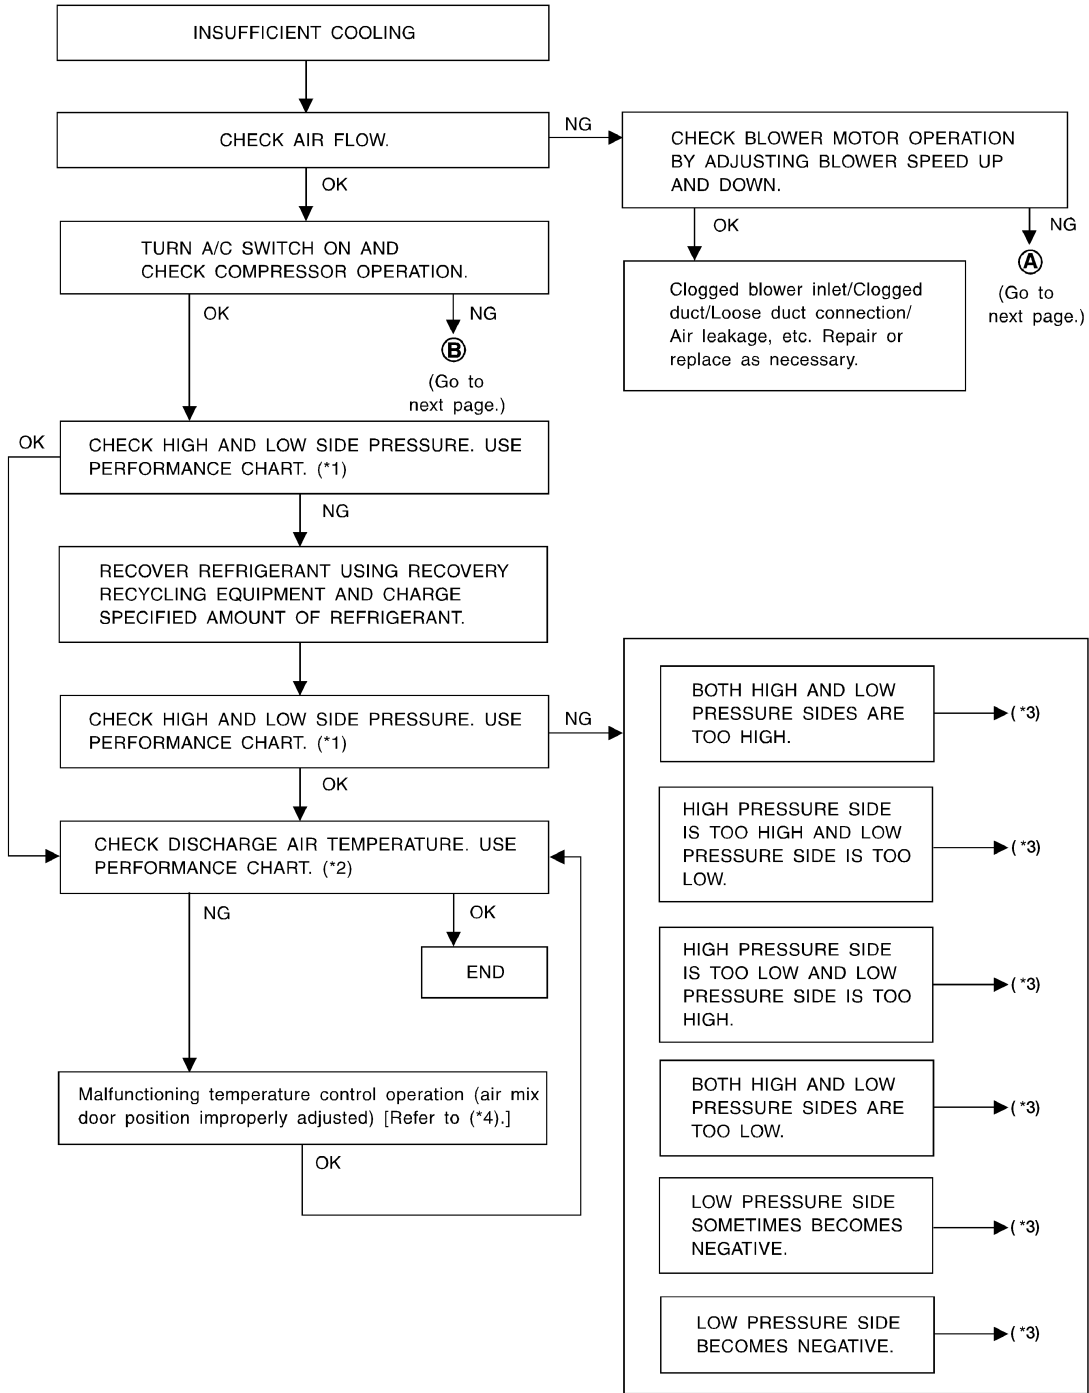 INSUFFICIENT COOLING
CHECK AIR FLOW.
NG
CHECK BLOWER MOTOR OPERATION
BY ADJUSTING BLOWER SPEED UP
AND DOWN.
OK
TURN A/C SWITCH ON AND
CHECK COMPRESSOR OPERATION.
OK
NG
A
(Go to
next page.)
Clogged blower inlet/Clogged
duct/Loose duct connection/
Air leakage, etc. Repair or
replace as necessary.
OK
NG
B
(Go to
next page.)
OK
CHECK HIGH AND LOW SIDE PRESSURE. USE
PERFORMANCE CHART. (*1)
NG
RECOVER REFRIGERANT USING RECOVERY
RECYCLING EQUIPMENT AND CHARGE
SPECIFIED AMOUNT OF REFRIGERANT.
CHECK HIGH AND LOW SIDE PRESSURE. USE
PERFORMANCE CHART. (*1)
NG
OK
CHECK DISCHARGE AIR TEMPERATURE. USE
PERFORMANCE CHART. (*2)
NG
OK
END
Malfunctioning temperature control operation (air mix
door position improperly adjusted) [Refer to (*4).]
OK
BOTH HIGH AND LOW
PRESSURE SIDES ARE
TOO HIGH.
(*3)
HIGH PRESSURE SIDE
IS TOO HIGH AND LOW
PRESSURE SIDE IS TOO
LOW.
(*3)
HIGH PRESSURE SIDE
IS TOO LOW AND LOW
PRESSURE SIDE IS TOO
HIGH.
(*3)
BOTH HIGH AND LOW
PRESSURE SIDES ARE
TOO LOW.
(*3)
LOW PRESSURE SIDE
SOMETIMES BECOMES
NEGATIVE.
(*3)
LOW PRESSURE SIDE
BECOMES NEGATIVE.
(*3)